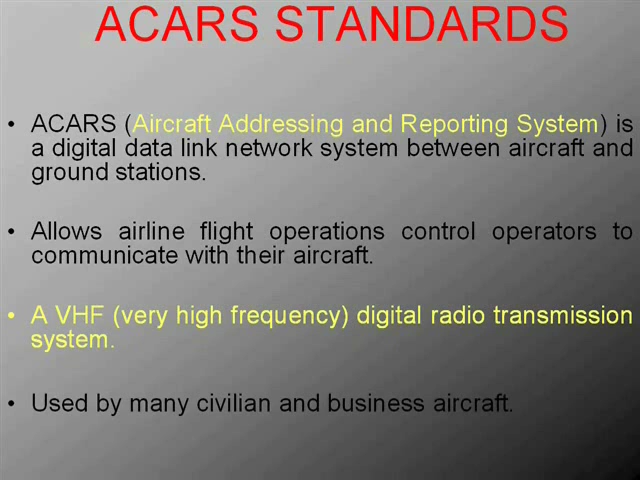 ACARS STANDARDS
• ACARS (Aircraft Addressing and Reporting System) is
a digital data link network system between aircraft and
ground stations.
• Allows airline flight operations control operators to
communicate with their aircraft.
• A VHF (very high frequency) digital radio transmission
system.
• Used by many civilian and business aircraft.